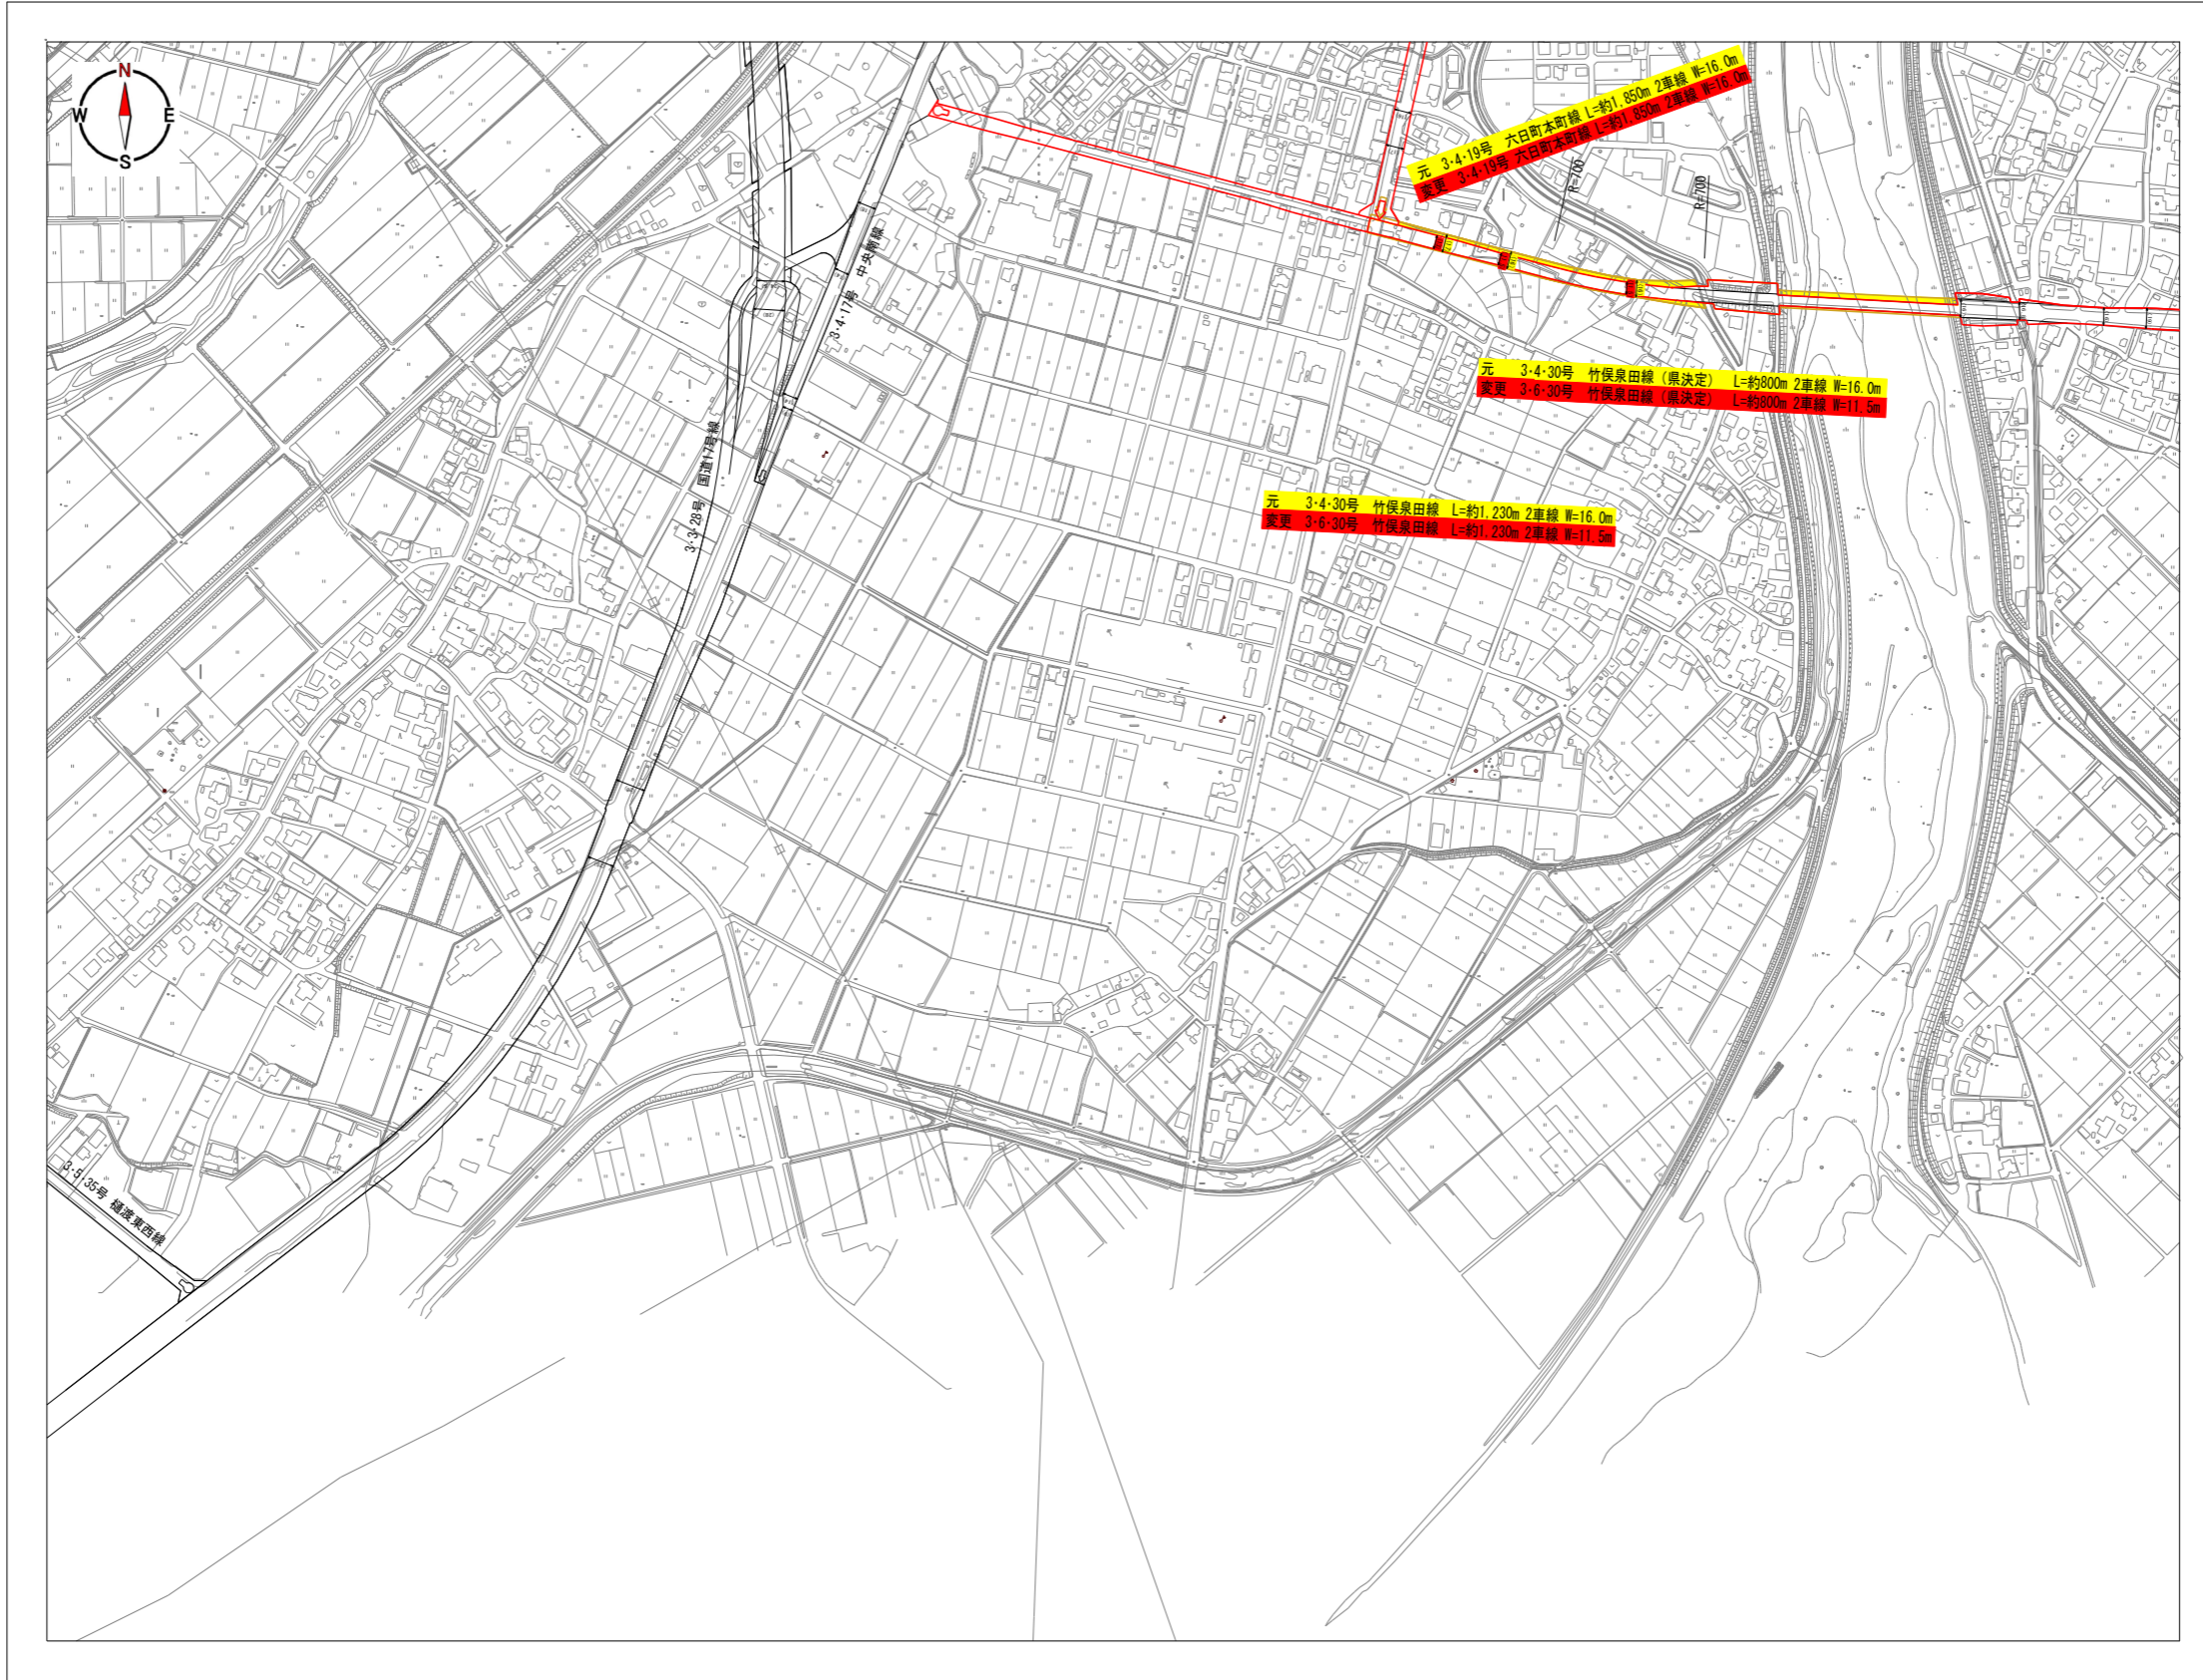 N
W E
S
元 3・4・19号 六日町本町線 L=約1,850m 2車線 W=16.0m
変更 3・4・19号 六日町本町線 L=約1,850m 2車線 W=16.0m
R=700
R=700
3・4・17号 中央南線
元 3・4・30号 竹俣泉田線（県決定） L=約800m 2車線 W=16.0m
変更 3・6・30号 竹俣泉田線（県決定） L=約800m 2車線 W=11.5m
3・3・28号 国道17号線
元 3・4・30号 竹俣泉田線 L=約1,230m 2車線 W=16.0m
変更 3・6・30号 竹俣泉田線 L=約1,230m 2車線 W=11.5m
3・5・35号 樋渡東西線